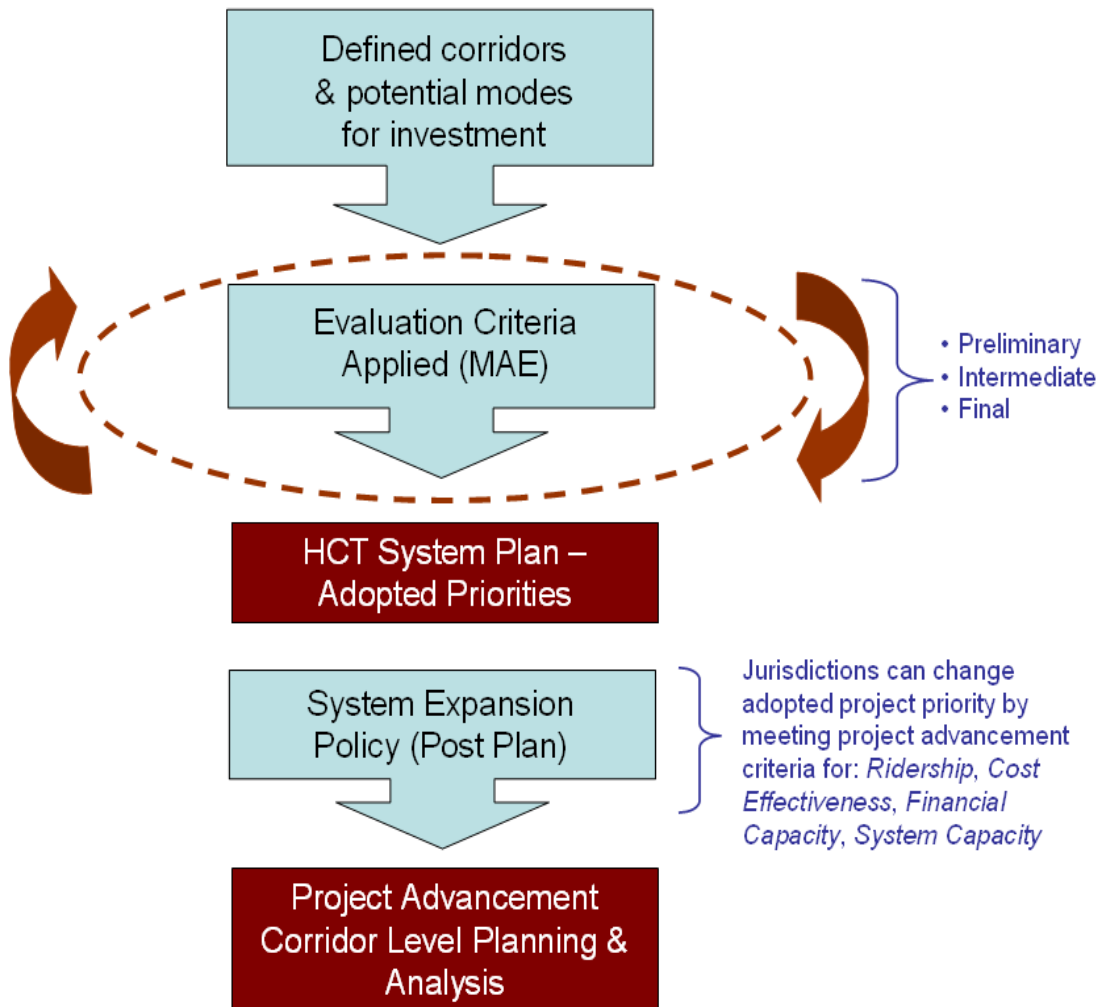 Defined corridors
& potential modes
for investment
Evaluation Criteria
Applied (MAE)
• Preliminary
• Intermediate
• Final
HCT System Plan –
Adopted Priorities
System Expansion
Policy (Post Plan)
Jurisdictions can change
adopted project priority by
meeting project advancement
criteria for: Ridership, Cost
Effectiveness, Financial
Capacity, System Capacity
Project Advancement
Corridor Level Planning &
Analysis